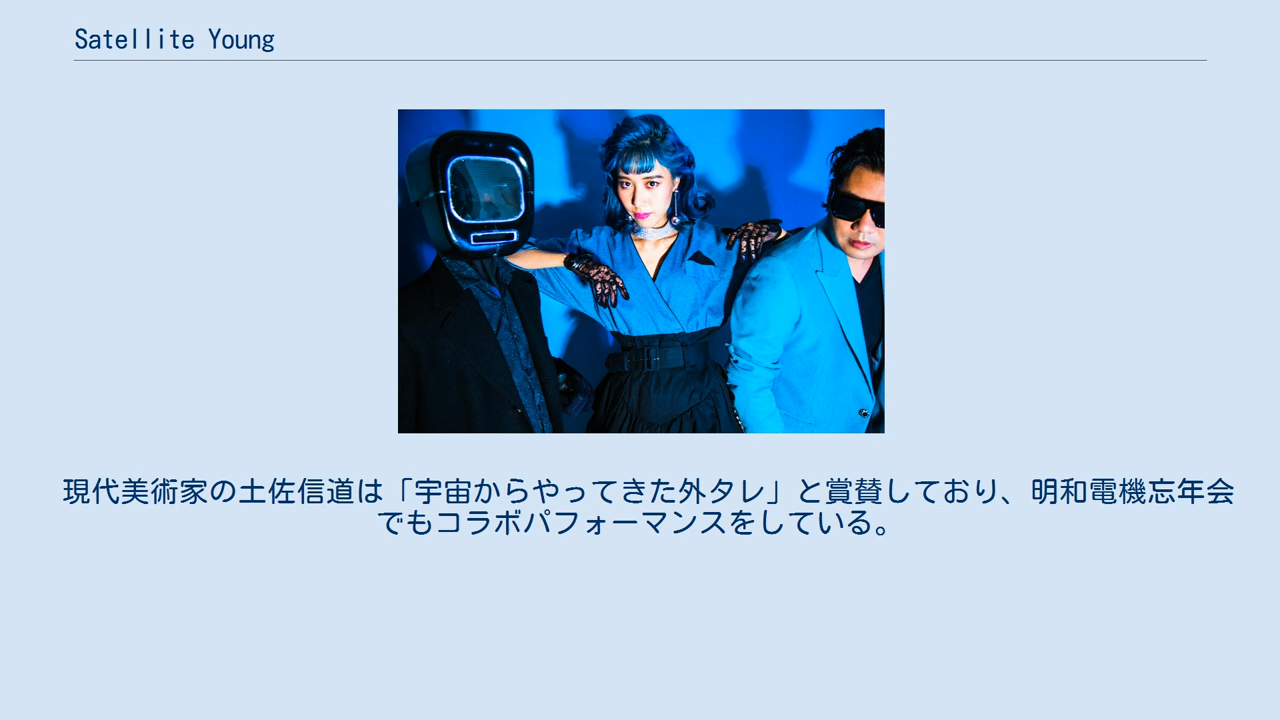 Satellite Young
現代美術家の土佐信道は「宇宙からやってきた外タレ」と賞賛しており、明和電機忘年会
でもコラボパフォーマンスをしている。